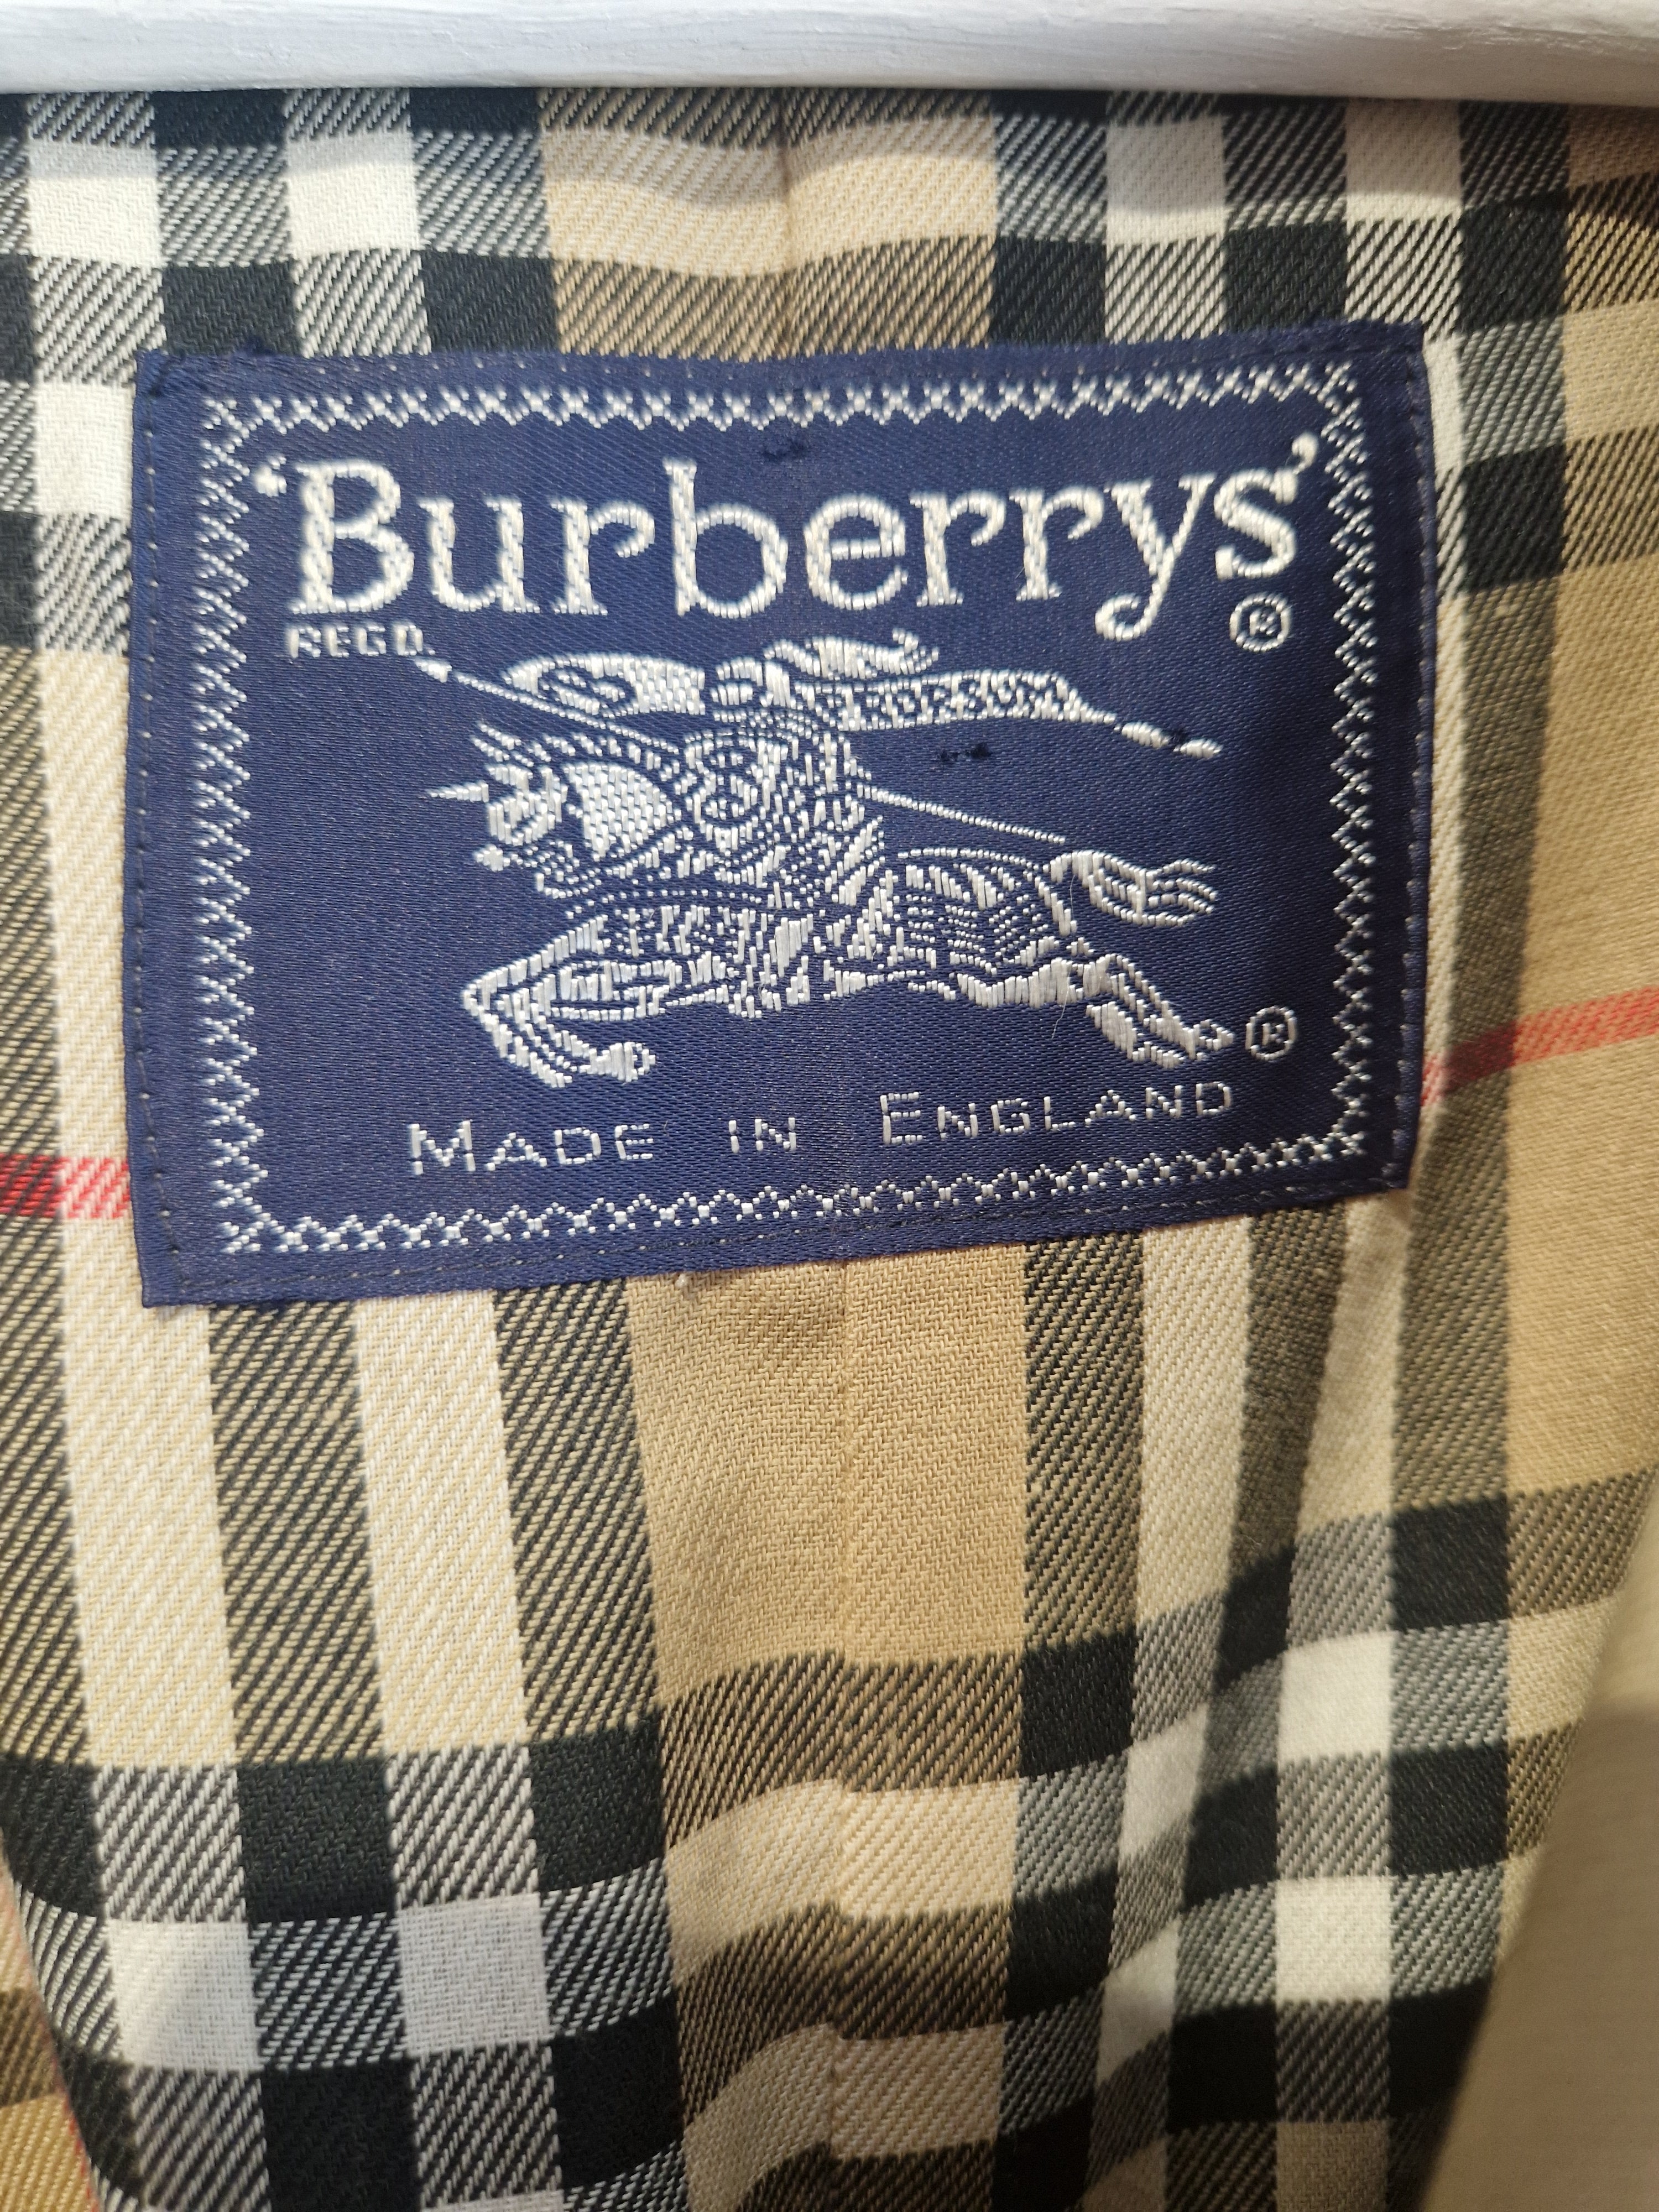 'Burberrys'
REGD. ®
B
®
MADE IN ENGLAND